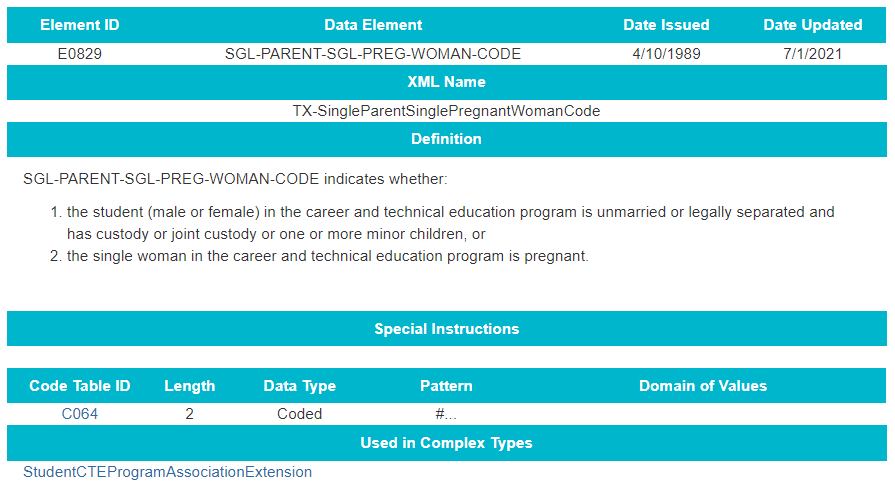 Element ID Data Element Date Issued Date Updated
E0829 SGL-PARENT-SGL-PREG-WOMAN-CODE 4/10/1989 7/1/2021
XML Name
TX-SingleParentSinglePregnantWomanCode
Definition
SGL-PARENT-SGL-PREG-WOMAN-CODE indicates whether:
1. the student (male or female) in the career and technical education program is unmarried or legally separated and
has custody or joint custody or one or more minor children, or
2. the single woman in the career and technical education program is pregnant.
Special Instructions
Code Table ID Length Data Type Pattern Domain of Values
C064 2 Coded #...
Used in Complex Types
StudentCTEProgramAssociationExtension